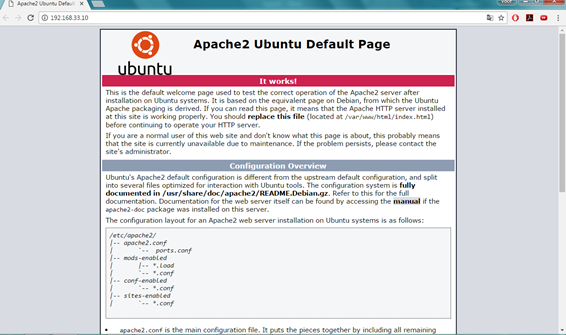 Apache2 Ubuntu Default
192.168.33.10
ubuntu
Apache2 Ubuntu Default Page
It works!
This is the default welcome page used to test the correct operation of the Apache2 server after
installation on Ubuntu systems. It is based on the equivalent page on Debian, from which the Ubuntu
Apache packaging is derived. If you can read this page, it means that the Apache HTTP server installed
at this site is working properly. You should replace this file (located at /var/www/html/index.html)
before continuing to operate your HTTP server.
If you are a normal user of this web site and don't know what this page is about, this probably means
that the site is currently unavailable due to maintenance. If the problem persists, please contact the
site's administrator.
Configuration Overview
Ubuntu's Apache2 default configuration is different from the upstream default configuration, and split
into several files optimized for interaction with Ubuntu tools. The configuration system is fully
documented in /usr/share/doc/apache2/README.Debian.gz. Refer to this for the full
documentation. Documentation for the web server itself can be found by accessing the manual if the
apache2-doc package was installed on this server.
The configuration layout for an Apache2 web server installation on Ubuntu systems is as follows:
/etc/apache2/
|-- apache2.conf
| `-- ports.conf
|-- mods-enabled
| |-- *.load
| `-- *.conf
|-- conf-enabled
| `-- *.conf
|-- sites-enabled
| `-- *.conf
• apache2.conf is the main configuration file. It puts the pieces together by including all remaining